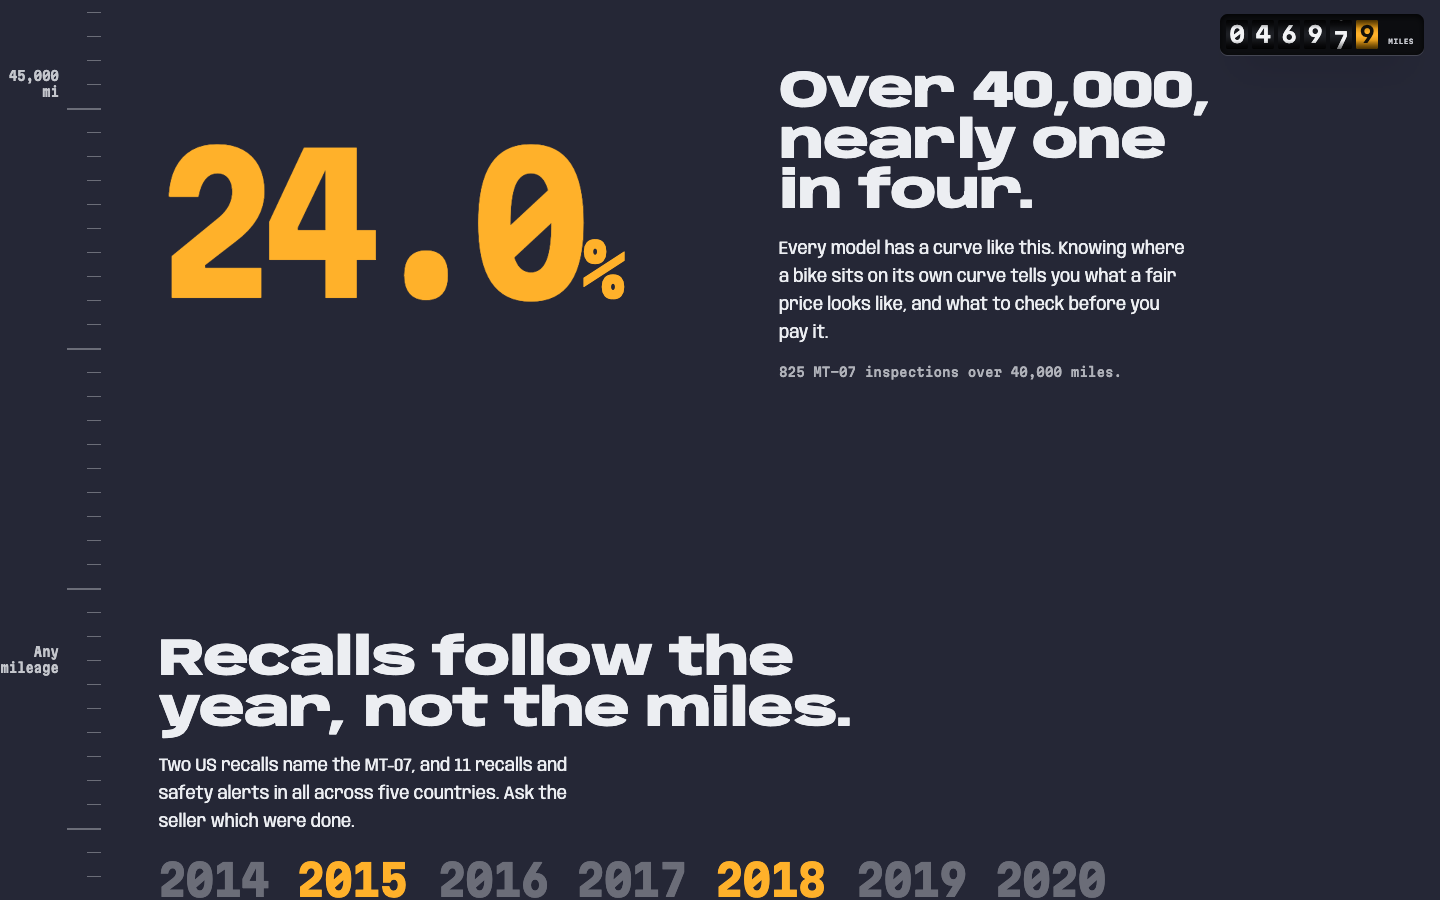 046979 MILES
45,000
mi
24.0%
Over 40,000,
nearly one
in four.
Every model has a curve like this. Knowing where
a bike sits on its own curve tells you what a fair
price looks like, and what to check before you
pay it.
825 MT-07 inspections over 40,000 miles.
Any
mileage
Recalls follow the
year, not the miles.
Two US recalls name the MT-07, and 11 recalls and
safety alerts in all across five countries. Ask the
seller which were done.
2014 2015 2016 2017 2018 2019 2020